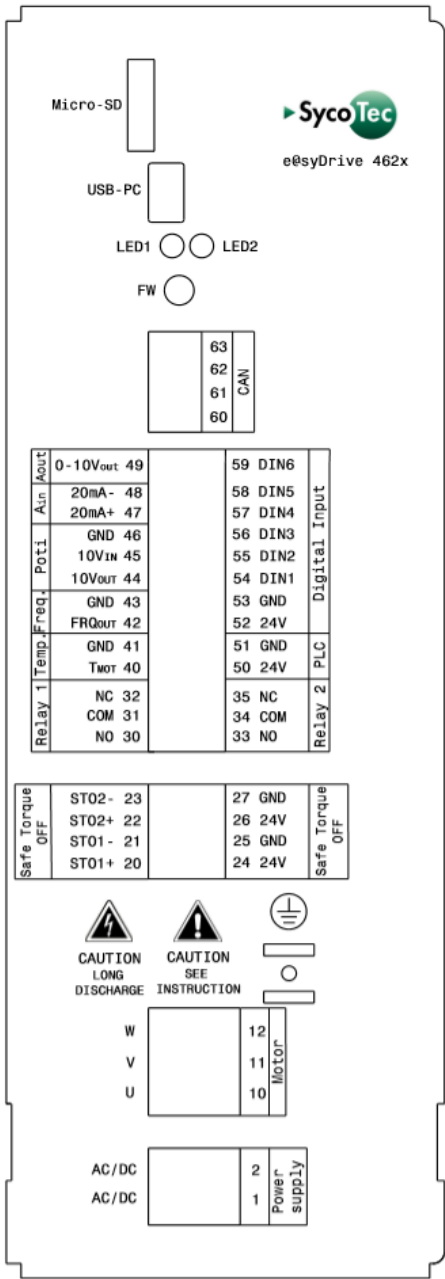 Micro-SD
SycoTec
e@syDrive 462x
USB-PC
LED1 LED2
FW
63
62
61
60
CAN
Aout 0-10Vout 49 59 DIN6
Ain 20mA- 48 58 DIN5
20mA+ 47 57 DIN4
Poti GND 46 56 DIN3
10VIN 45 55 DIN2
10VOUT 44 54 DIN1
Digital Input
Freq. GND 43 53 GND
FRQOUT 42 52 24V
Temp. GND 41 51 GND PLC
TMOT 40 50 24V
Relay 1 NC 32 35 NC Relay 2
COM 31 34 COM
NO 30 33 NO
Safe Torque OFF
STO2- 23 27 GND
STO2+ 22 26 24V
STO1- 21 25 GND
STO1+ 20 24 24V
Safe Torque OFF
CAUTION CAUTION
LONG SEE
DISCHARGE INSTRUCTION
W 12
V 11
U 10
Motor
AC/DC 2
AC/DC 1
Power supply